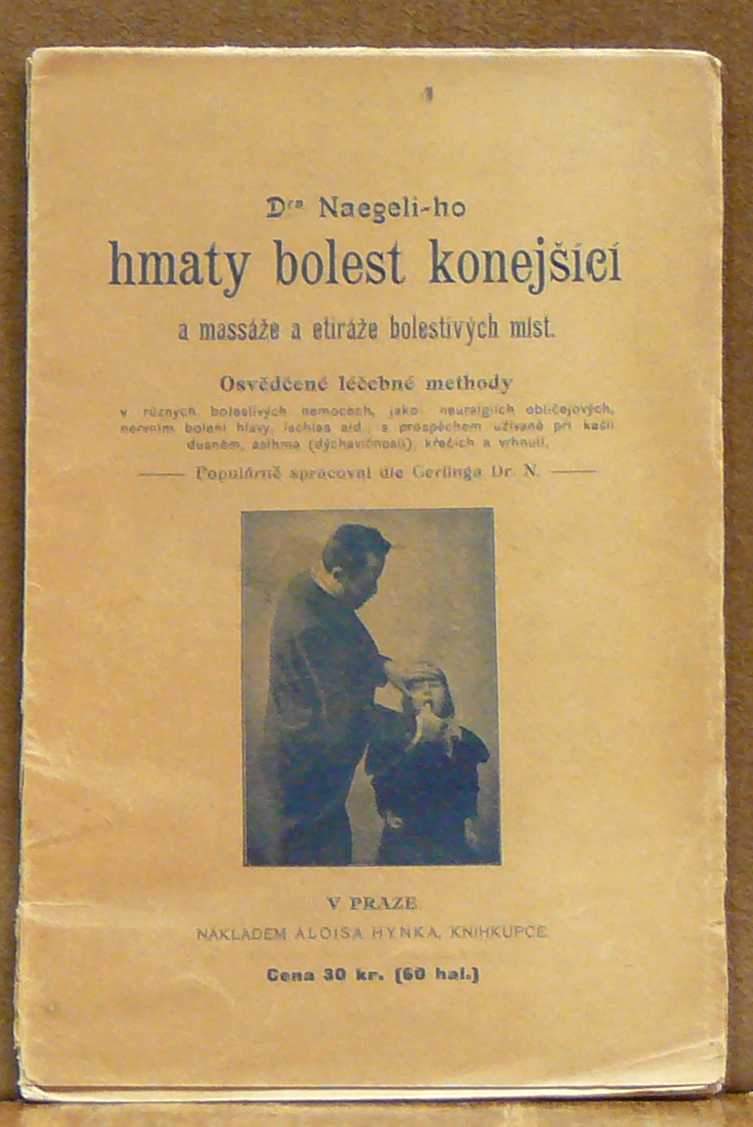 Dra Naegeli-ho
hmaty bolest konejšící
a massáže a etiráže bolestivých míst.
Osvědčené léčebné methody
v různých bolestivých nemocech, jako: neuralgiích obličejových,
nervním bolení hlavy, ischias atd., s prospěchem užívané při kašli
dusném, asthma (dýchavičnosti), křečích a vrhnutí.
Populárně spracoval dle Gerlinga Dr. N.
V PRAZE
NÁKLADEM ALOISA HYNKA, KNIHKUPCE
Cena 30 kr. (60 hal.)